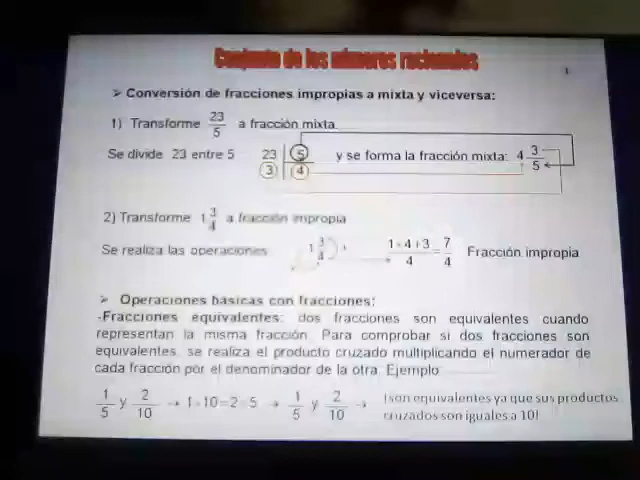 Conjunto de los números racionales
1
➢ Conversión de fracciones impropias a mixta y viceversa:
1) Transforme 23/5 a fracción mixta
Se divide 23 entre 5   23 | 5   y se forma la fracción mixta: 4 3/5
3 | 4
2) Transforme 1 3/4 a fracción impropia
Se realiza las operaciones   1 3/4   (1·4+3)/4 = 7/4   Fracción impropia
➢ Operaciones básicas con fracciones:
-Fracciones equivalentes: dos fracciones son equivalentes cuando
representan la misma fracción. Para comprobar si dos fracciones son
equivalentes, se realiza el producto cruzado multiplicando el numerador de
cada fracción por el denominador de la otra. Ejemplo
1/5 y 2/10 → 1·10=2·5 → 1/5 y 2/10 → ¡son equivalentes ya que sus productos
cruzados son iguales a 10!